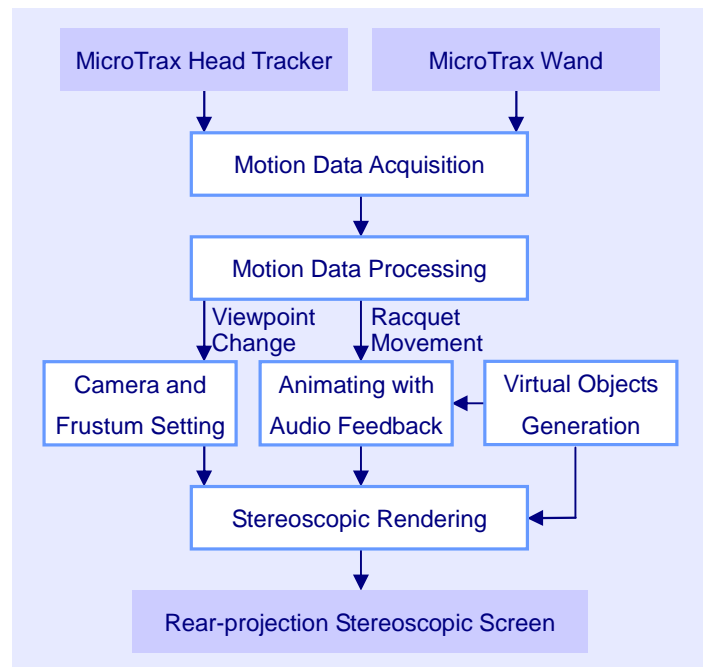 MicroTrax Head Tracker
MicroTrax Wand
Motion Data Acquisition
Motion Data Processing
Viewpoint
Change
Racquet
Movement
Camera and
Frustum Setting
Animating with
Audio Feedback
Virtual Objects
Generation
Stereoscopic Rendering
Rear-projection Stereoscopic Screen